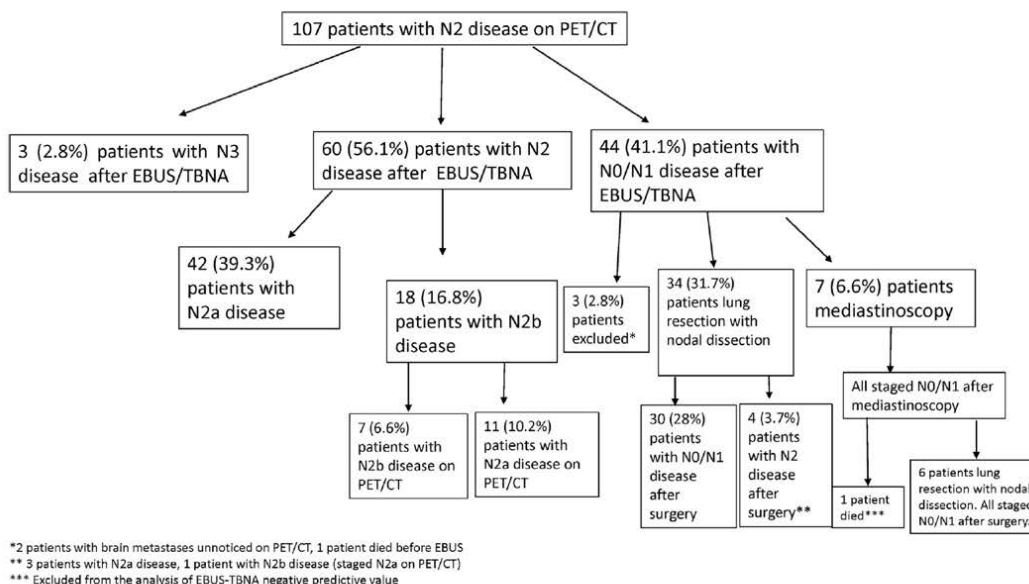 107 patients with N2 disease on PET/CT
3 (2.8%) patients with N3
disease after EBUS/TBNA
60 (56.1%) patients with N2
disease after EBUS/TBNA
44 (41.1%) patients with
N0/N1 disease after
EBUS/TBNA
42 (39.3%)
patients with
N2a disease
18 (16.8%)
patients with N2b
disease
3 (2.8%)
patients
excluded*
34 (31.7%)
patients lung
resection with
nodal dissection
7 (6.6%) patients
mediastinoscopy
7 (6.6%)
patients with
N2b disease on
PET/CT
11 (10.2%)
patients with
N2a disease on
PET/CT
30 (28%)
patients
with N0/N1
disease
after
surgery
4 (3.7%)
patients
with N2
disease
after
surgery**
All staged N0/N1 after
mediastinoscopy
1 patient
died***
6 patients lung
resection with nodal
dissection. All staged
N0/N1 after surgery.
*2 patients with brain metastases unnoticed on PET/CT, 1 patient died before EBUS
** 3 patients with N2a disease, 1 patient with N2b disease (staged N2a on PET/CT)
*** Excluded from the analysis of EBUS-TBNA negative predictive value